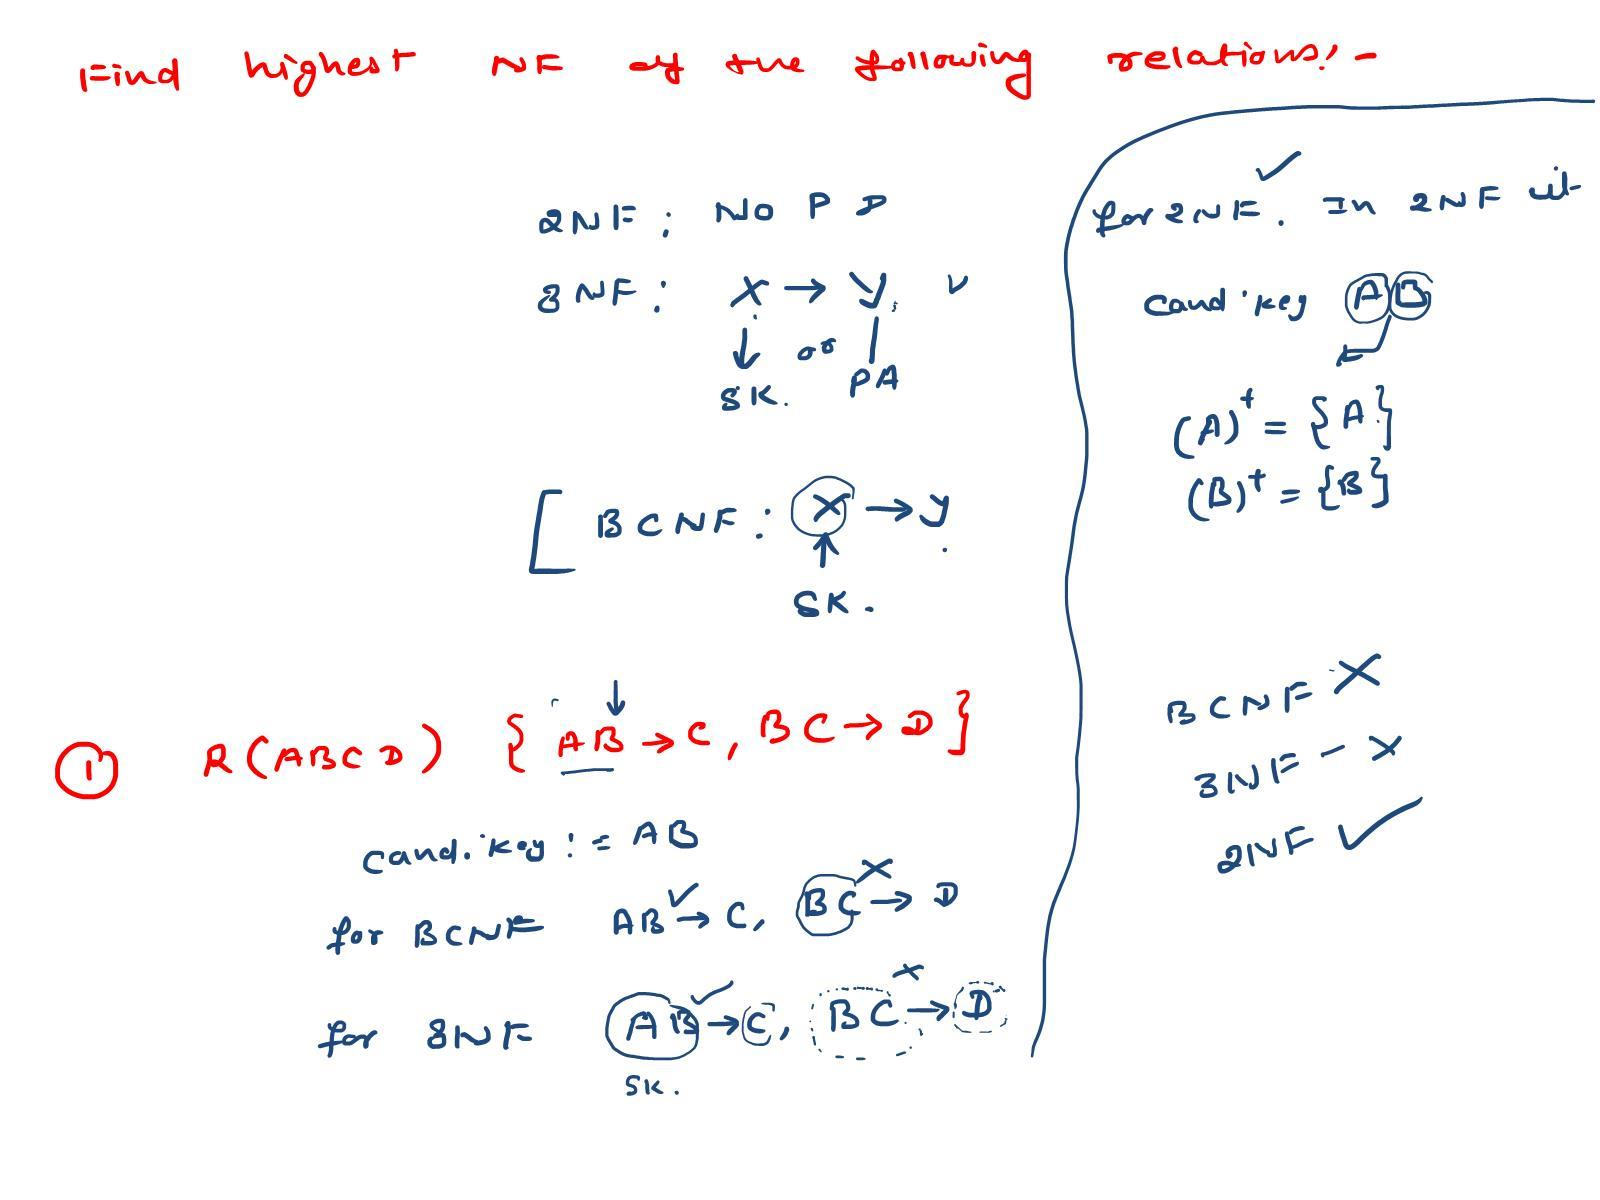 Find highest NF of the following relations:-
2NF: No P D
3NF: X → Y ✓
↓ or |
SK. PA
[ BCNF: X → Y
↑
SK.
① R(ABCD) { AB → C, BC → D }
Cand. key := AB
for BCNF AB → C, ✓ BC → D ✗
for 3NF AB → C, ✓ BC → D ✗
SK.
for 2NF. ✓ In 2NF it
Candi key AB
(A)⁺ = {A}
(B)⁺ = {B}
BCNF ✗
3NF – ✗
2NF ✓